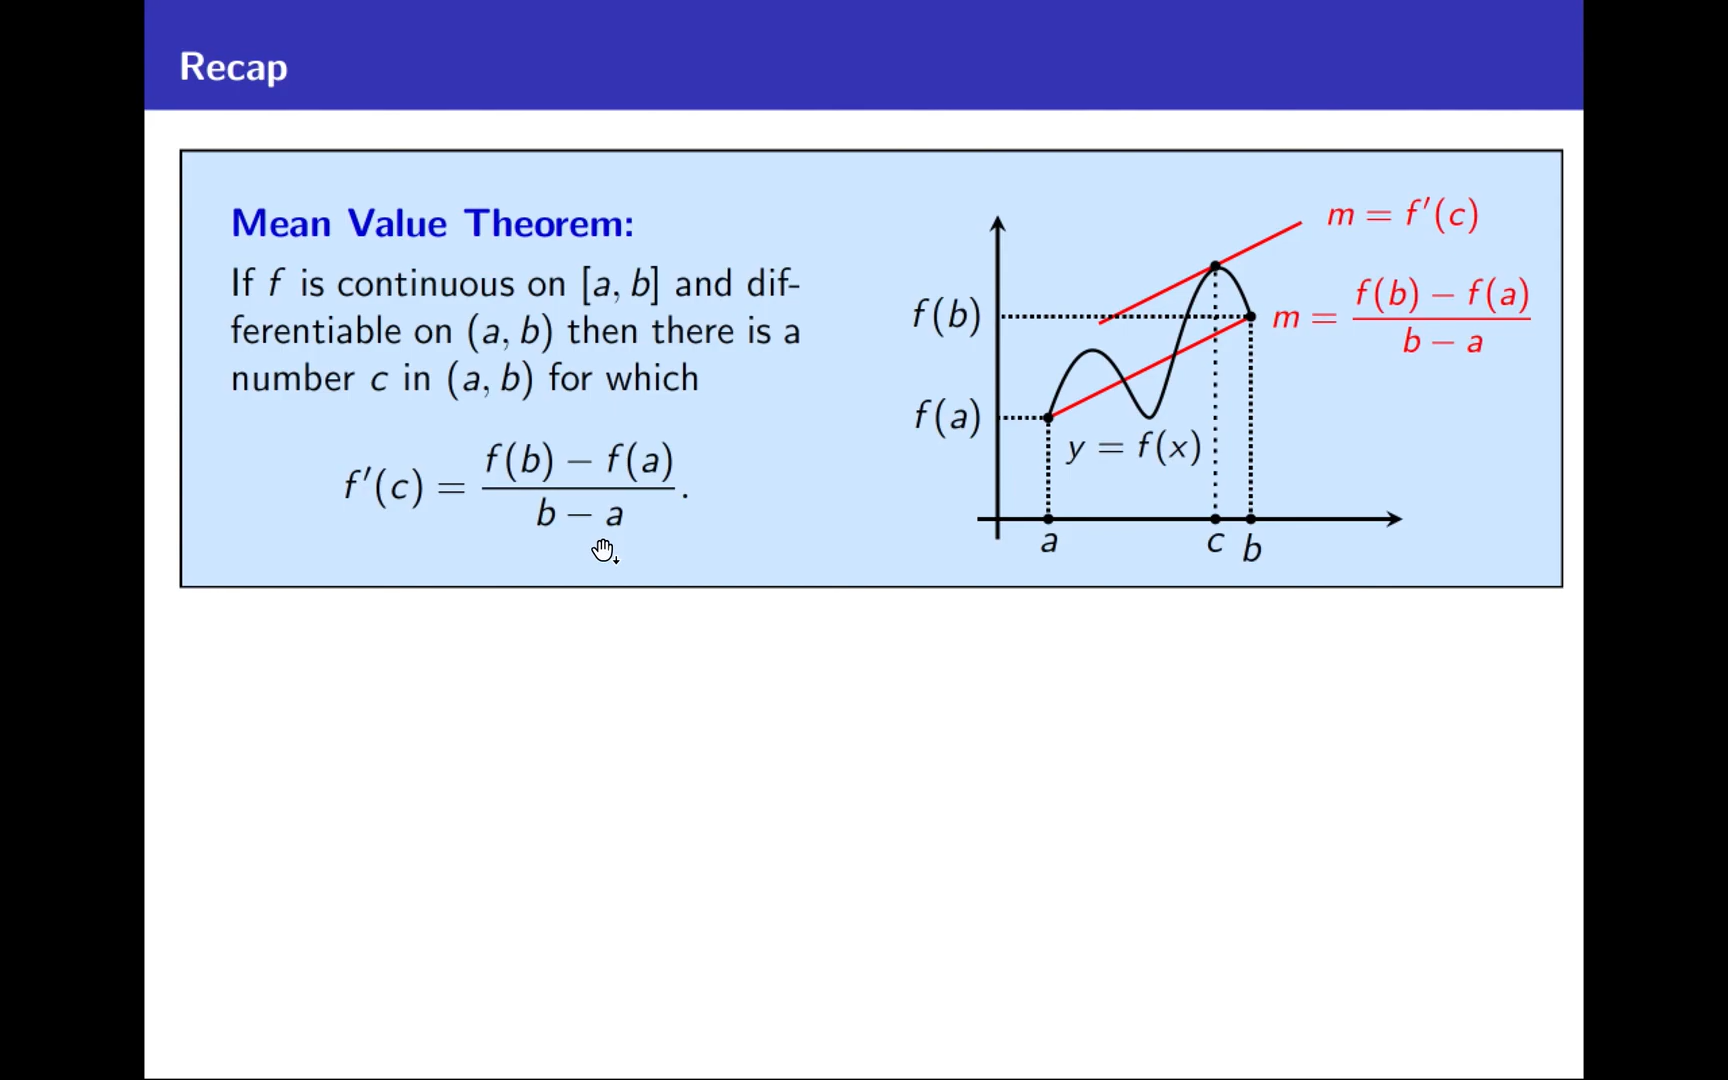 Recap
Mean Value Theorem:
If f is continuous on [a, b] and dif-
ferentiable on (a, b) then there is a
number c in (a, b) for which
f′(c) = f(b) − f(a) / b − a .
m = f′(c)
f(b)
m = f(b) − f(a) / b − a
f(a)
y = f(x)
a c b